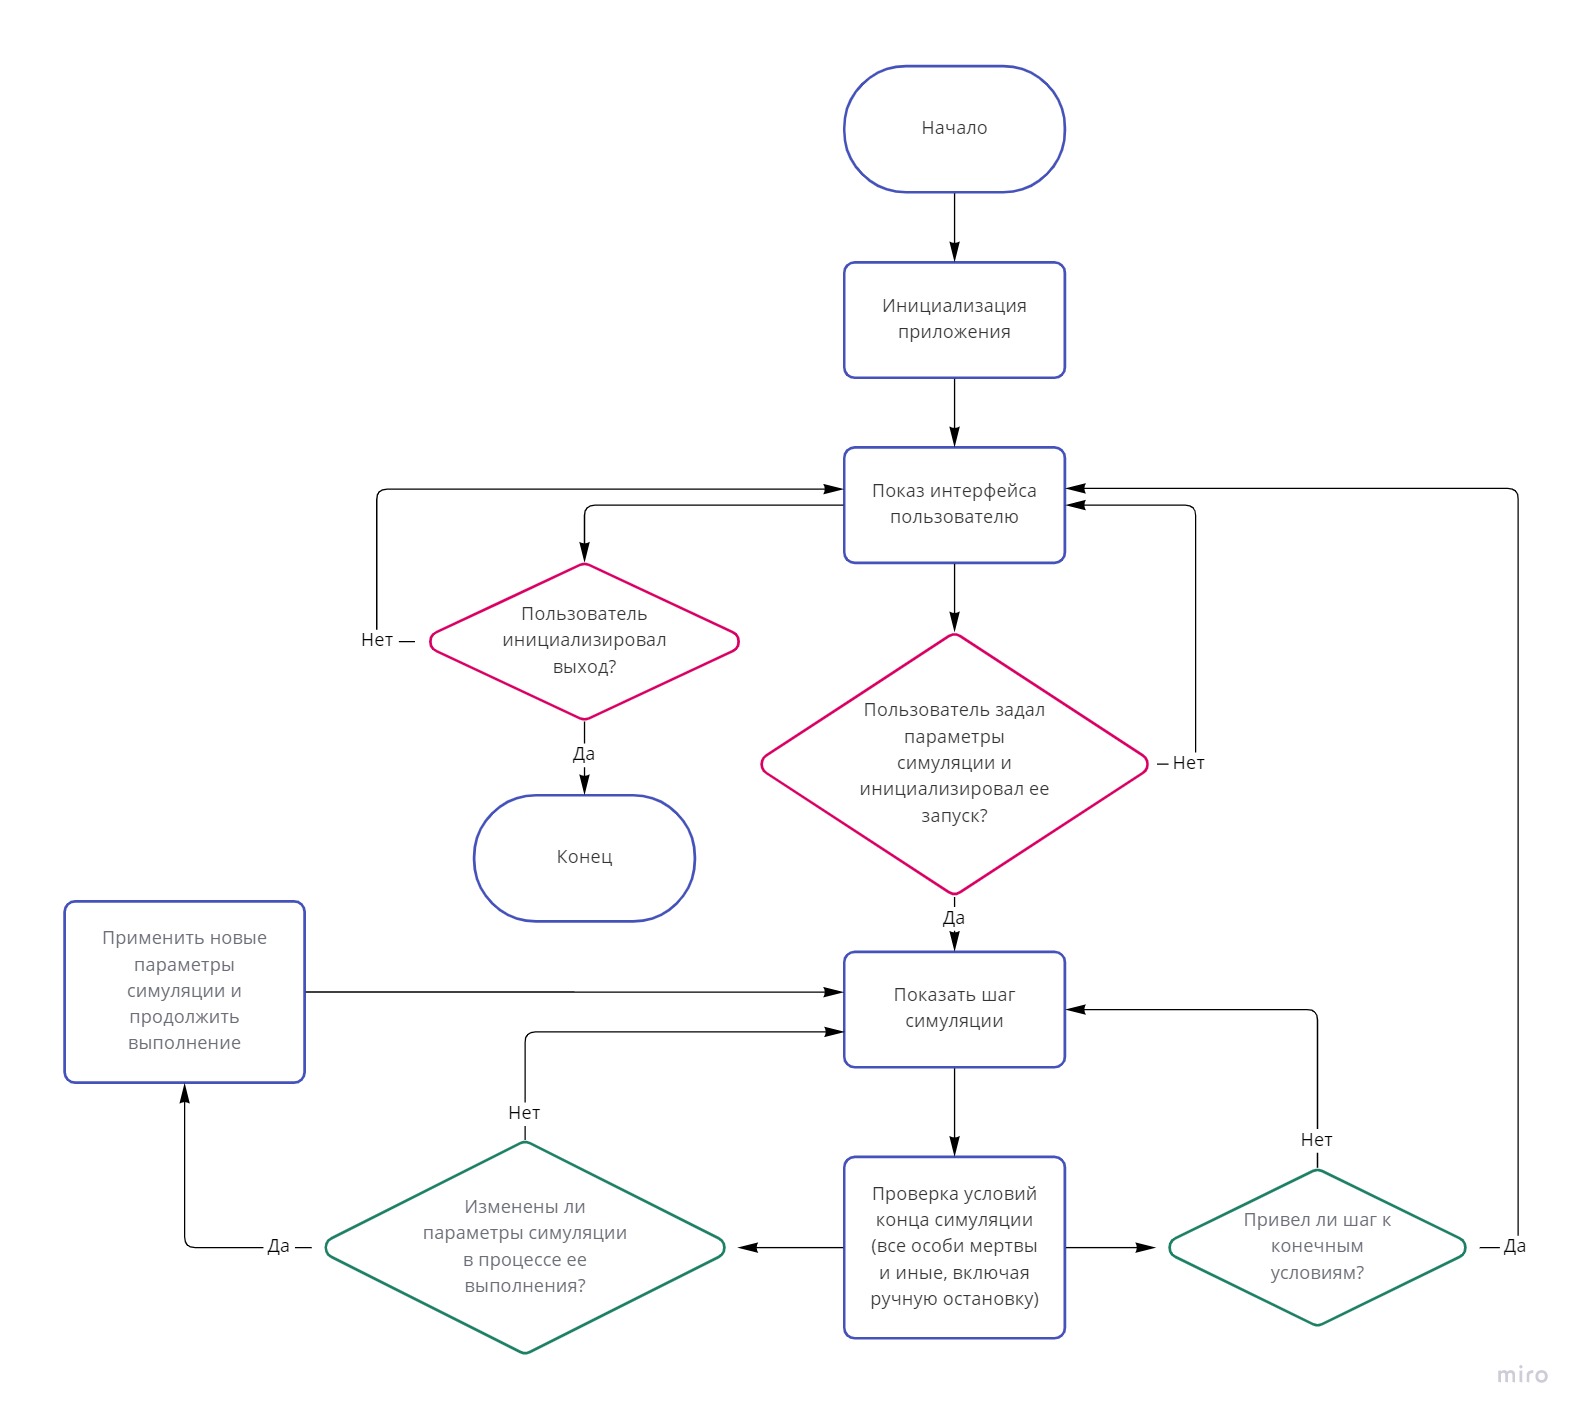 Начало
Инициализация
приложения
Показ интерфейса
пользователю
Пользователь
инициализировал
выход?
Нет
Да
Конец
Пользователь задал
параметры
симуляции и
инициализировал ее
запуск?
Нет
Да
Применить новые
параметры
симуляции и
продолжить
выполнение
Показать шаг
симуляции
Нет
Нет
Изменены ли
параметры симуляции
в процессе ее
выполнения?
Да
Проверка условий
конца симуляции
(все особи мертвы
и иные, включая
ручную остановку)
Привел ли шаг к
конечным
условиям?
Да
miro